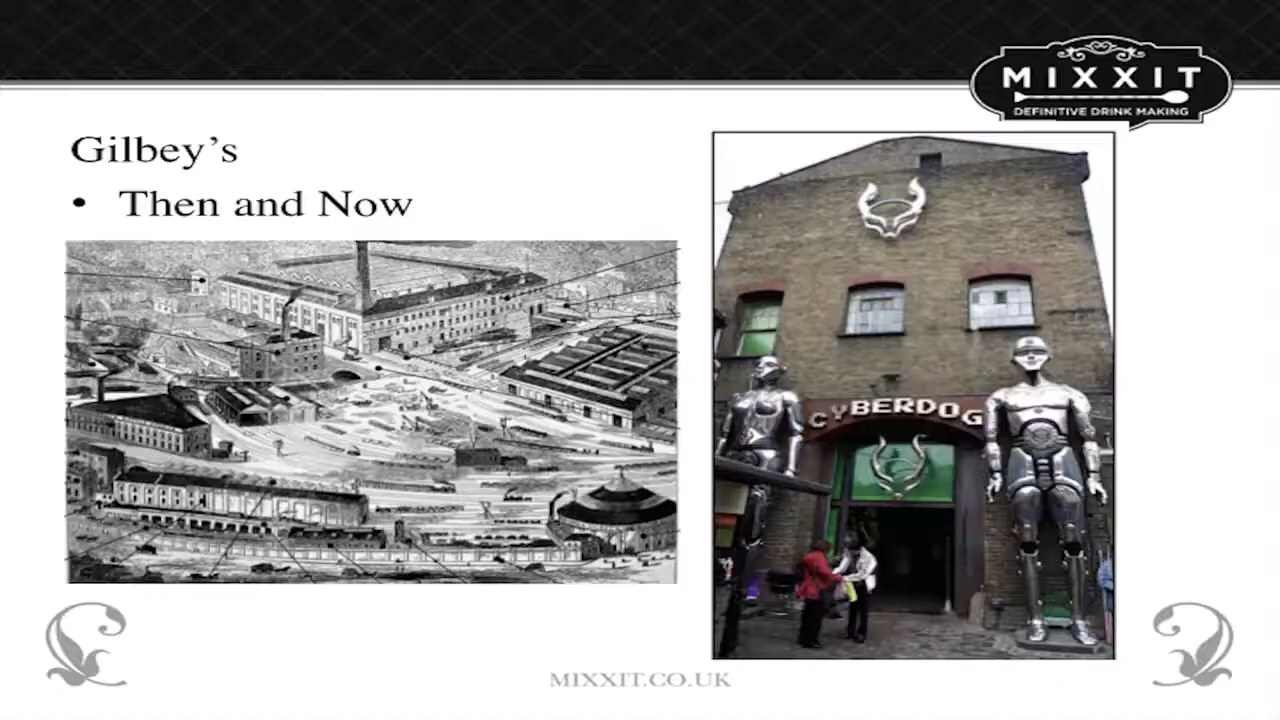 MIXXIT
DEFINITIVE DRINK MAKING
Gilbey's
• Then and Now
CYBERDOG
MIXXIT.CO.UK